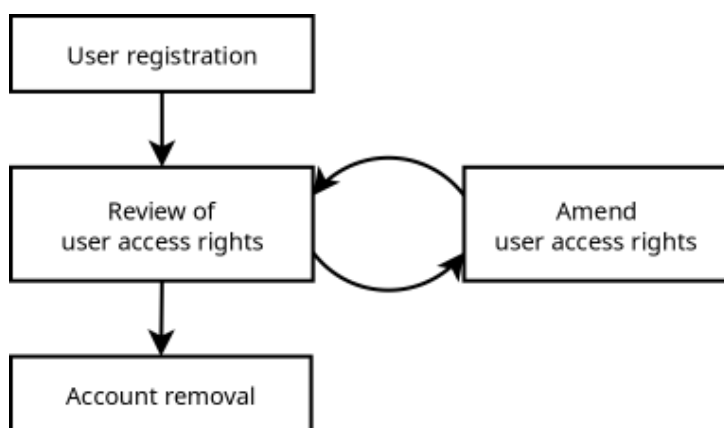 User registration
Review of
user access rights
Amend
user access rights
Account removal